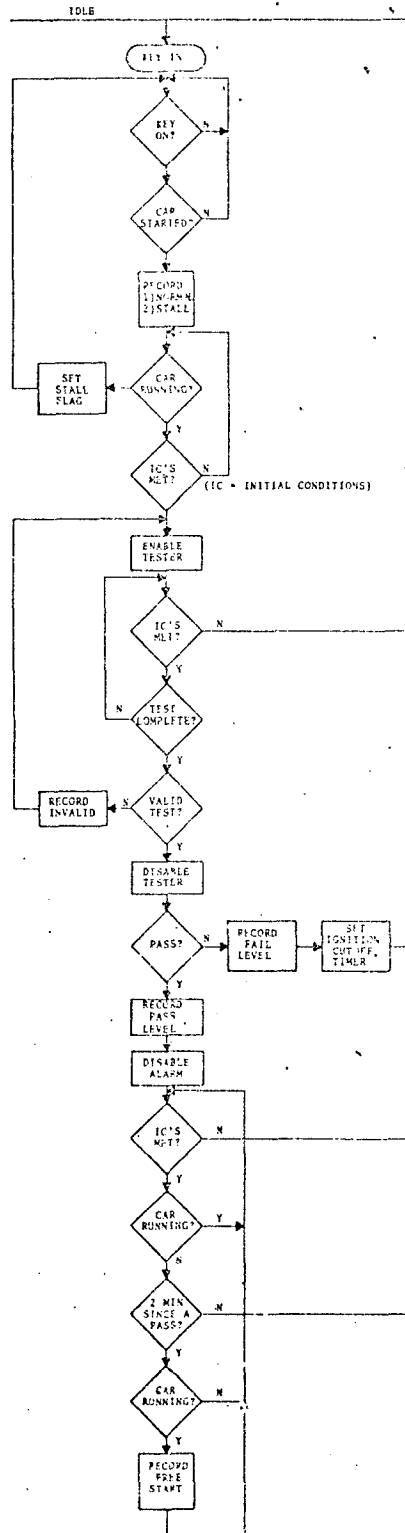 IDLE
KEY IN
KEY
ON?
N
CAR
STARTED?
N
RECORD
1)NORMAL
2)STALL
SET
STALL
FLAG
CAR
RUNNING?
Y
IC'S
MET?
N
(IC = INITIAL CONDITIONS)
ENABLE
TESTER
IC'S
MET?
N
Y
N
TEST
COMPLETE?
Y
RECORD
INVALID
N
VALID
TEST?
Y
DISABLE
TESTER
PASS?
N
RECORD
FAIL
LEVEL
SET
IGNITION
CUTOFF
TIMER
Y
RECORD
PASS
LEVEL
DISABLE
ALARM
IC'S
MET?
N
Y
CAR
RUNNING?
Y
N
2 MIN
SINCE A
PASS?
N
Y
CAR
RUNNING?
N
Y
RECORD
FREE
START